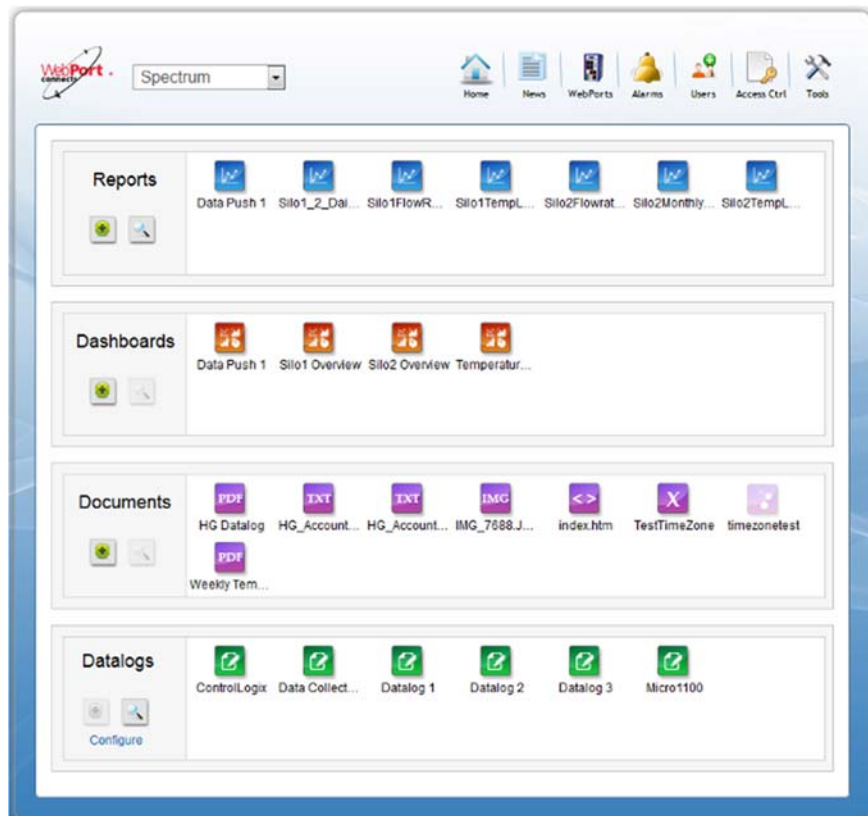 WebPort.
connects
Spectrum
Home News WebPorts Alarms Users Access Ctrl Tools
Reports
Data Push 1 Silo1_2_Dai... Silo1FlowR... Silo1TempL... Silo2Flowrat... Silo2Monthly... Silo2TempL...
Dashboards
Data Push 1 Silo1 Overview Silo2 Overview Temperatur...
Documents
PDF TXT TXT IMG < > X
HG Datalog HG_Account... HG_Account... IMG_7688.J... index.htm TestTimeZone timezonetest
PDF
Weekly Tem...
Datalogs
ControlLogix Data Collect... Datalog 1 Datalog 2 Datalog 3 Micro1100
Configure